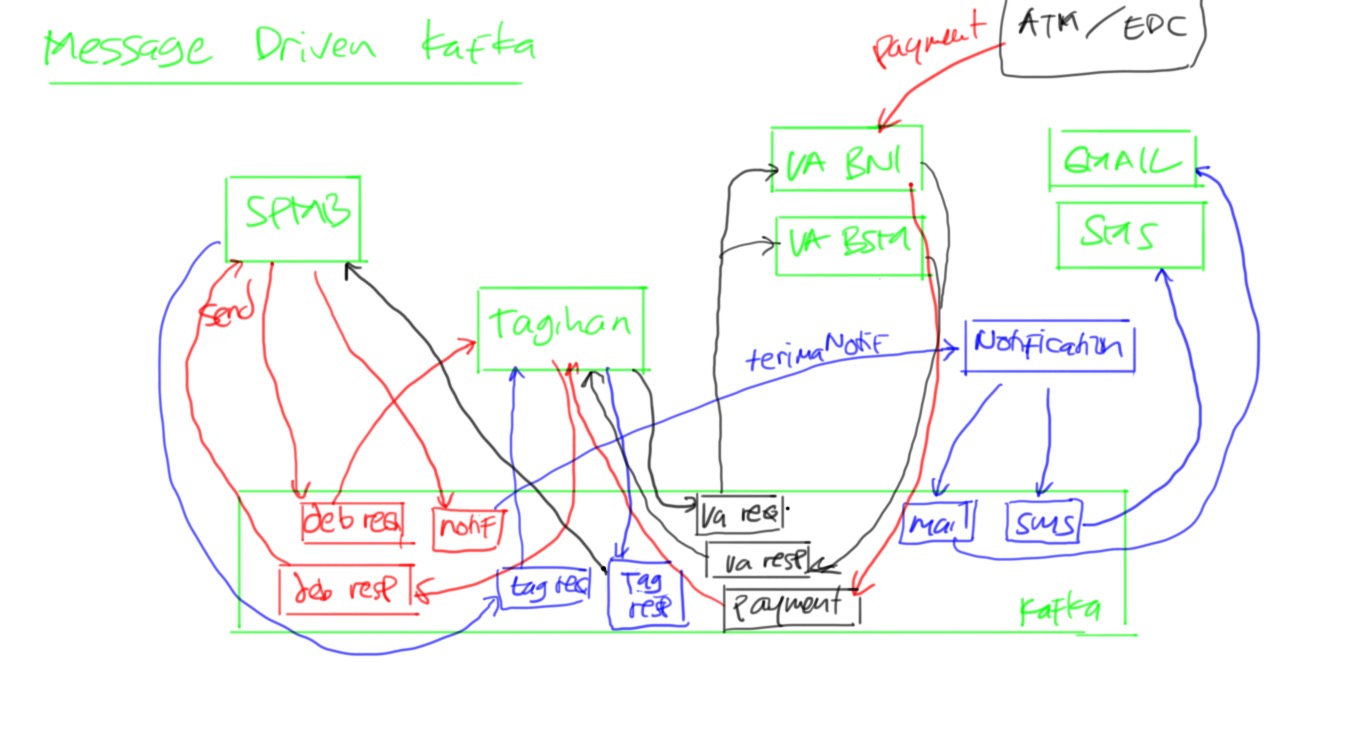 Message Driven Kafka
ATM / EDC
Payment
VA BNI
EMAIL
SPMB
VA BSM
SMS
Send
Tagihan
terimaNotif
Notification
deb req
notif
va req
mail
sms
va resp
deb resp
tag req
Tag
resp
payment
Kafka